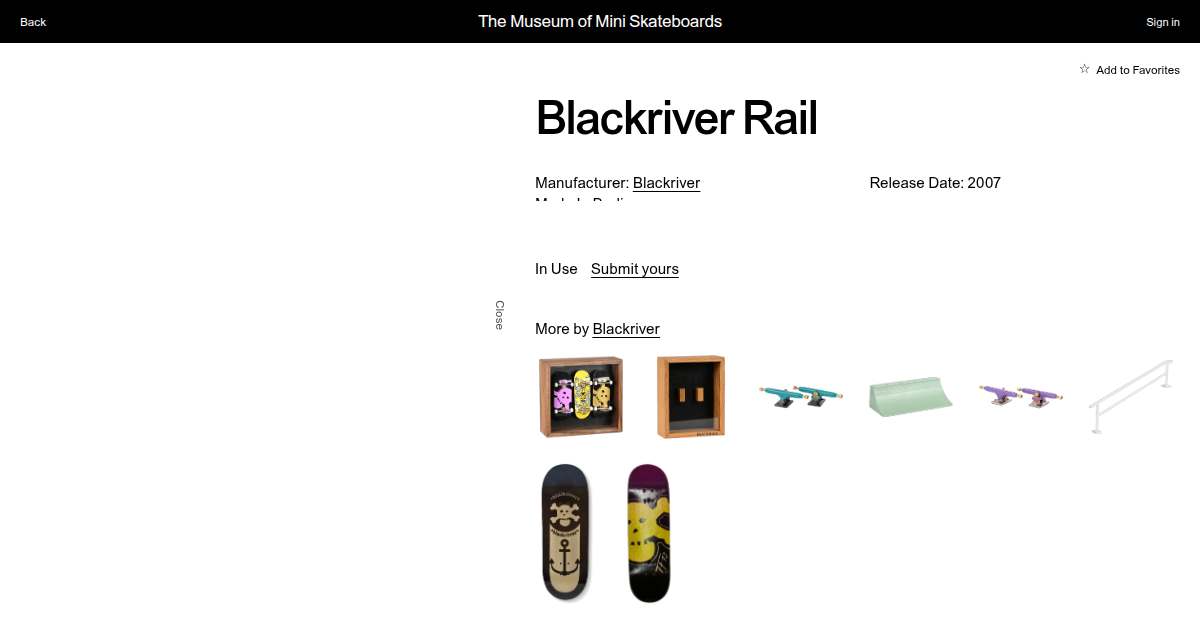 Back
The Museum of Mini Skateboards
Sign in
☆ Add to Favorites
Blackriver Rail
Manufacturer: Blackriver
Release Date: 2007
In Use Submit yours
Close
More by Blackriver